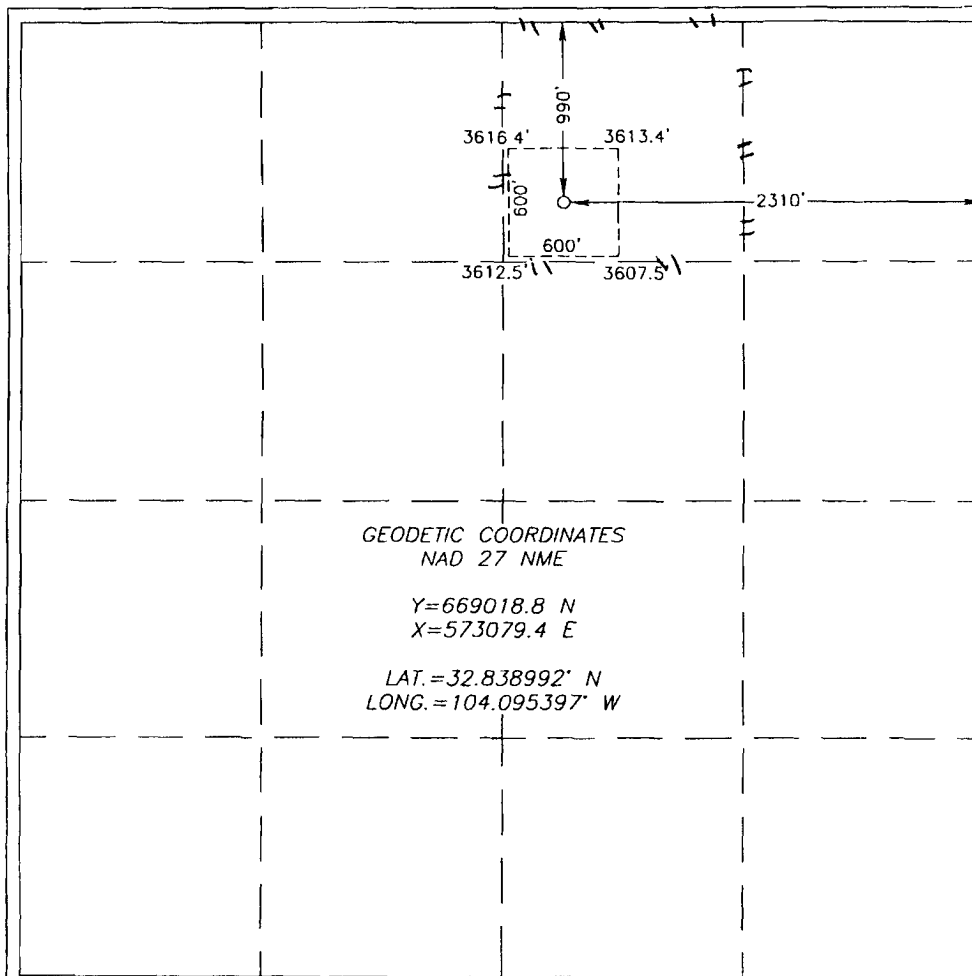 990'
3616.4' 3613.4'
600'
2310'
600'
3612.5' 3607.5'
GEODETIC COORDINATES
NAD 27 NME
Y=669018.8 N
X=573079.4 E
LAT.=32.838992° N
LONG.=104.095397° W